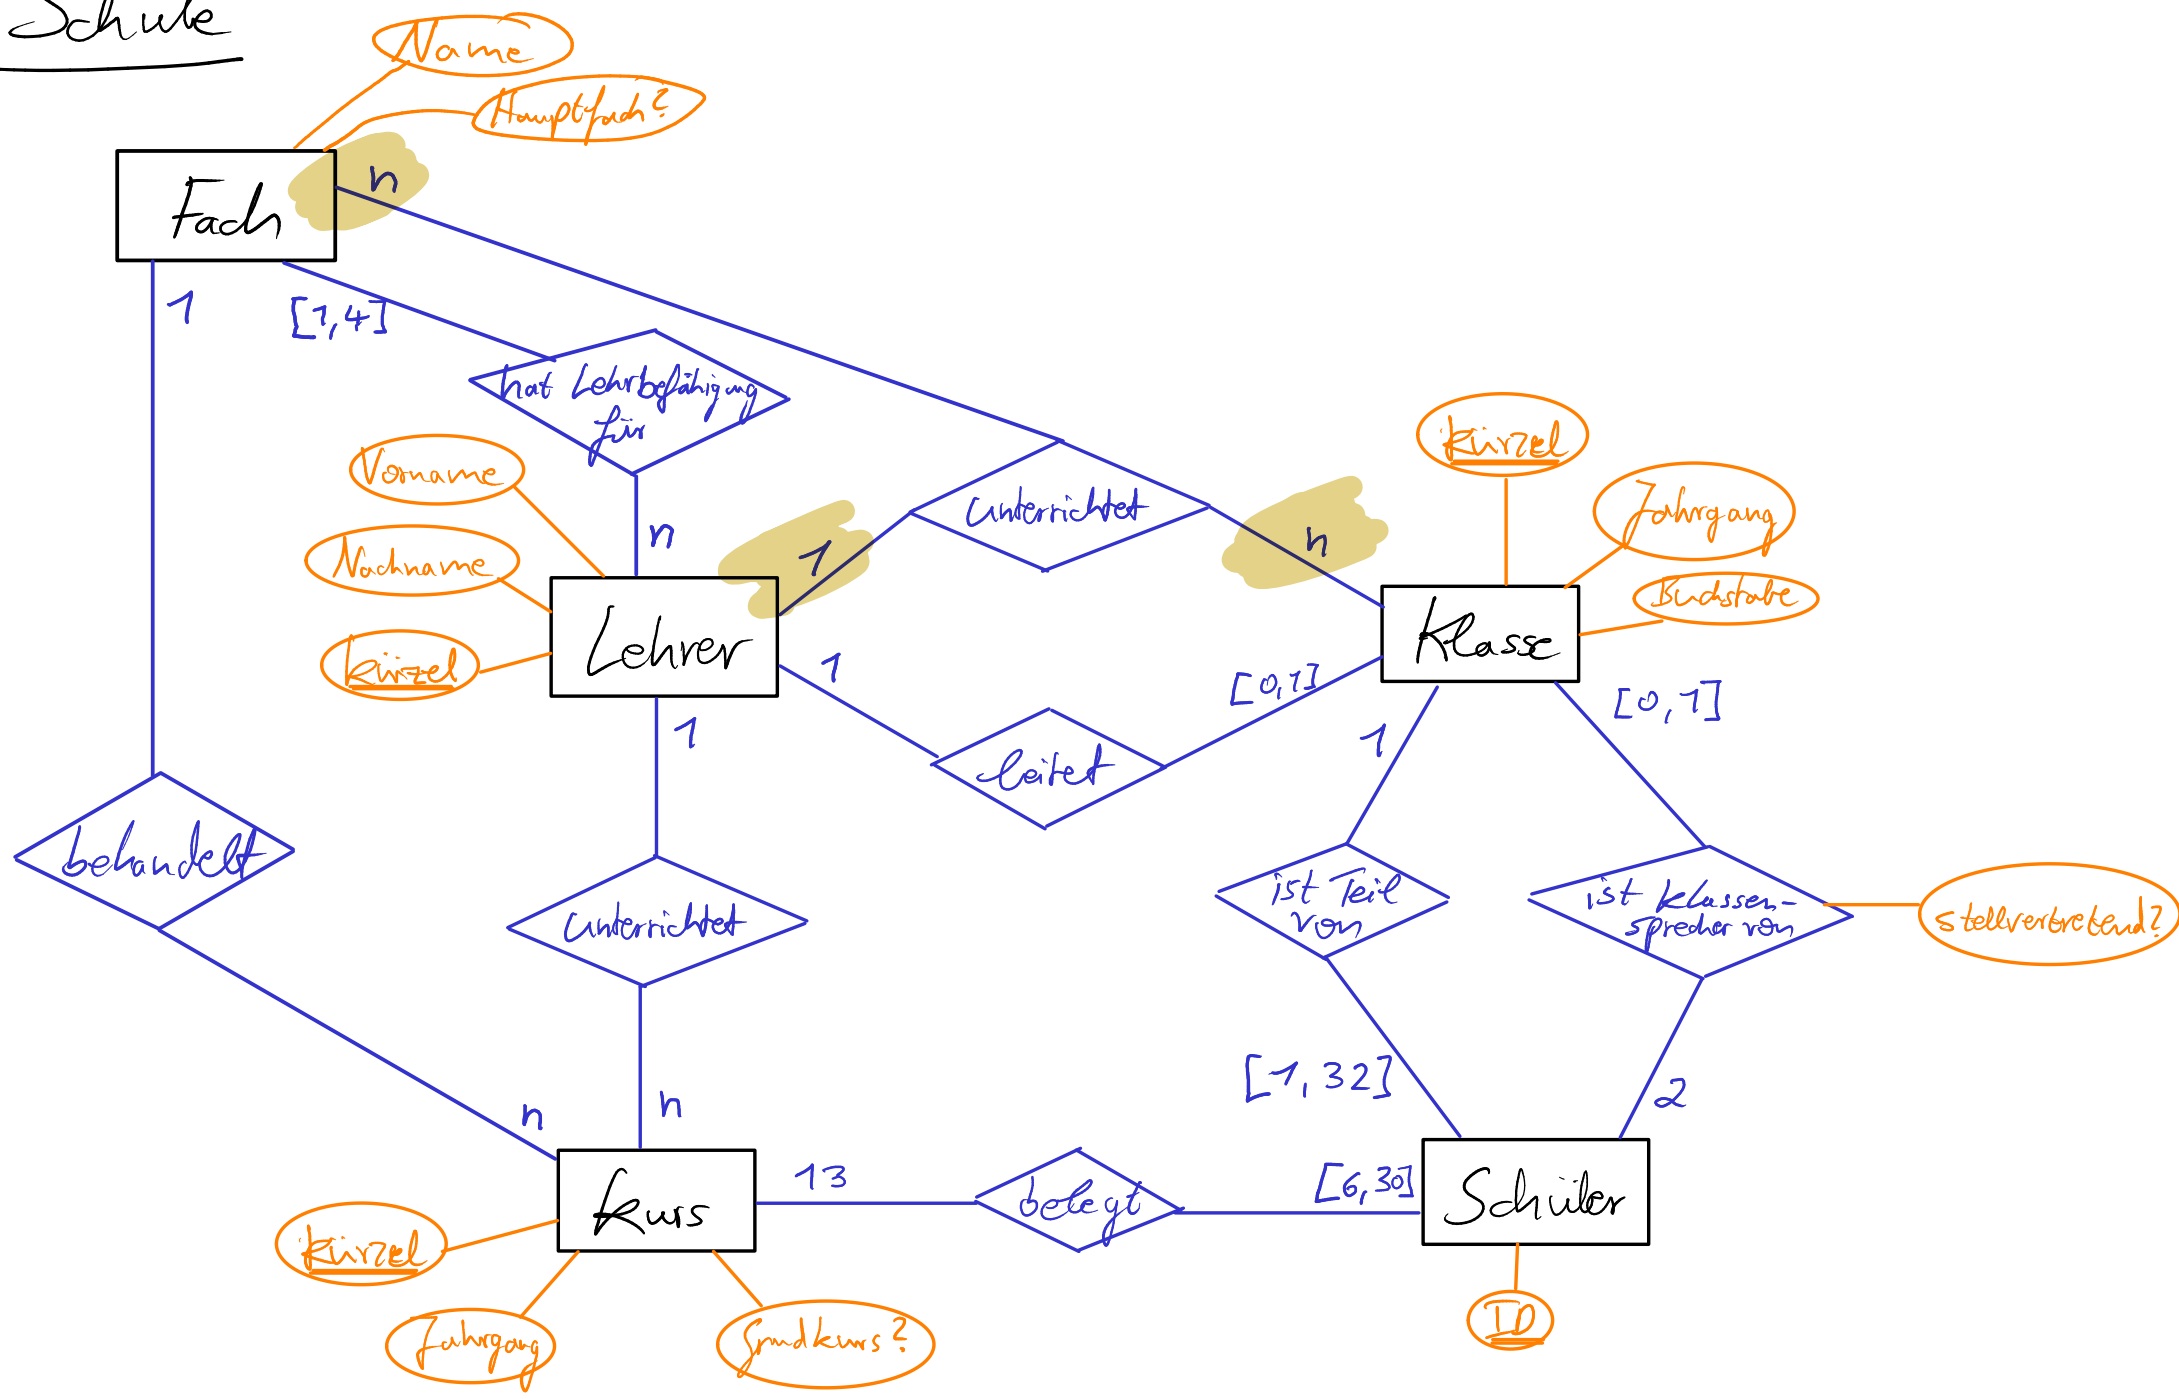 Schule
Name
Hauptfach?
Fach
n
1
[1,4]
hat Lehrbefähigung
für
Vorname
Nachname
Kürzel
n
1
unterrichtet
n
Kürzel
Jahrgang
Buchstabe
Lehrer
Klasse
1
[0,1]
[0,1]
1
1
leitet
behandelt
unterrichtet
ist Teil
von
ist Klassen-
sprecher von
stellvertretend?
[1,32]
2
n
n
13
[6,30]
Kurs
belegt
Schüler
Kürzel
Jahrgang
Grundkurs?
ID